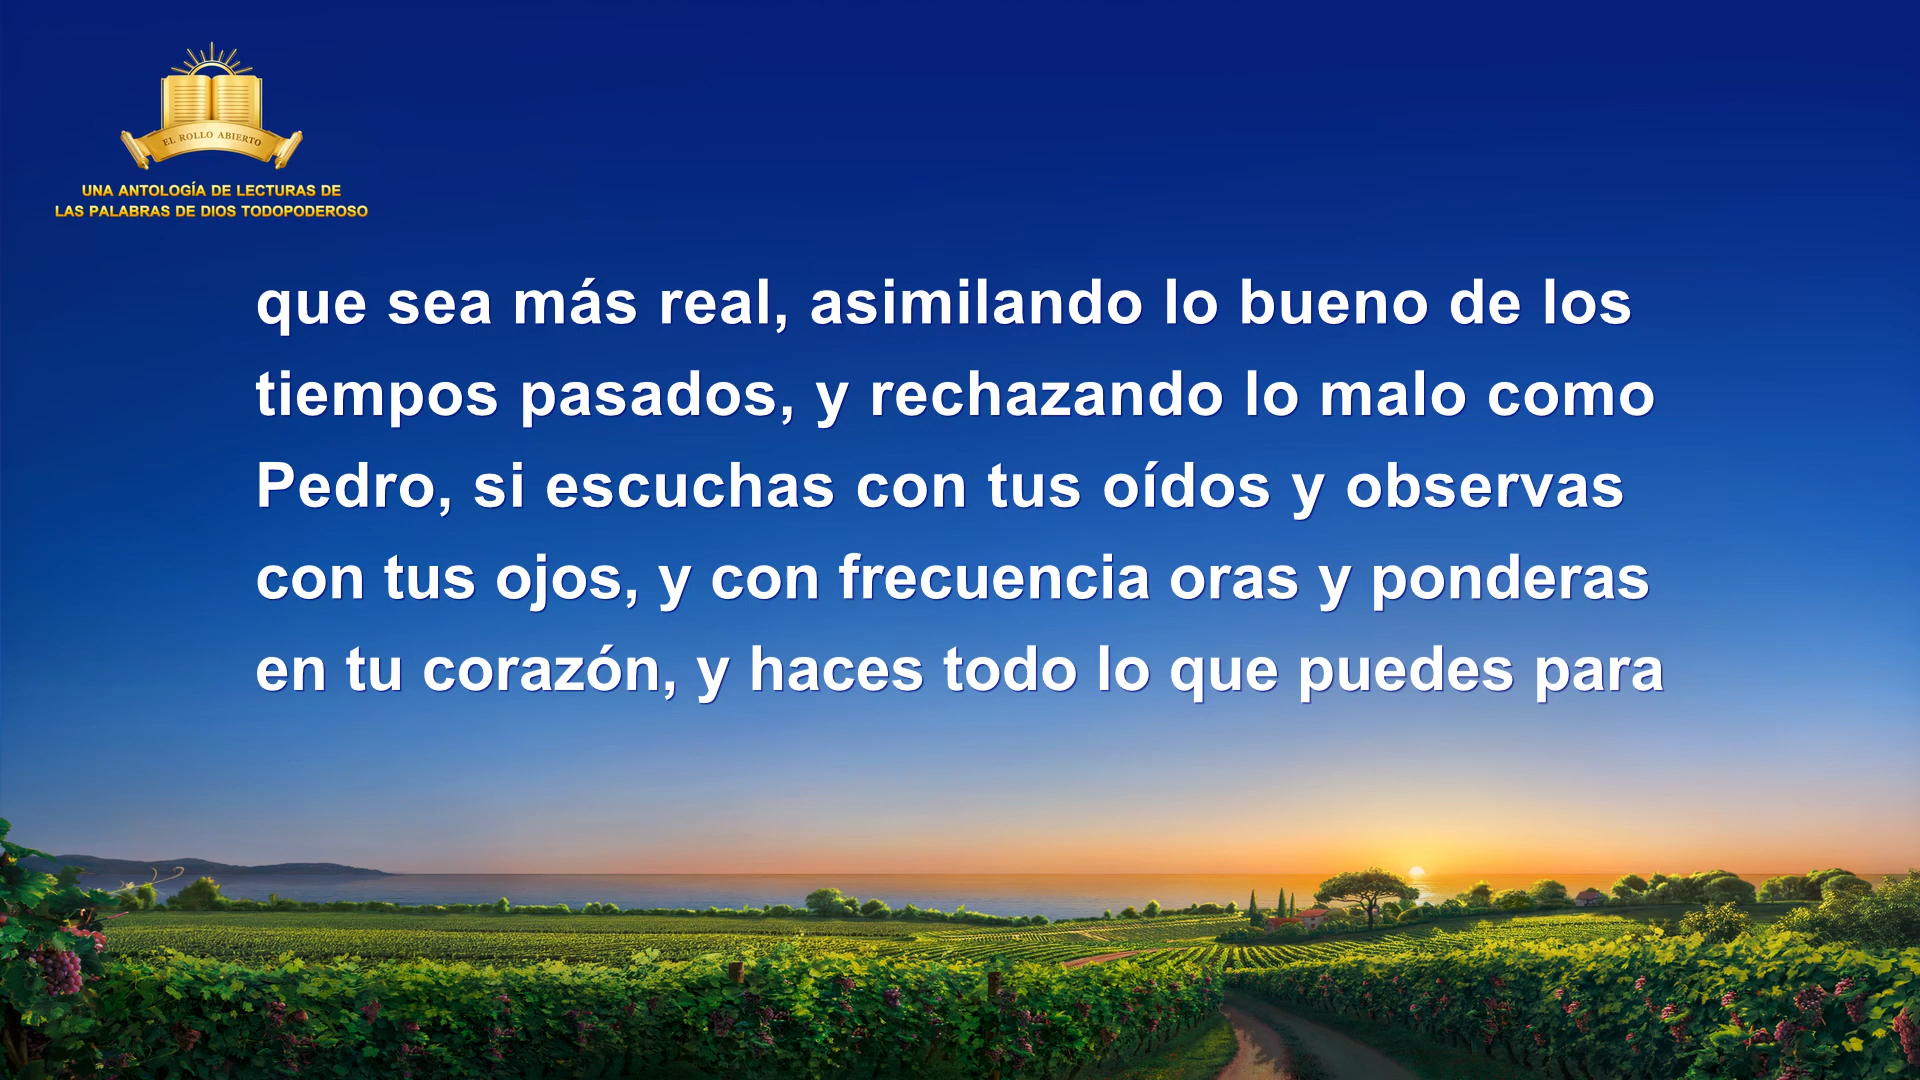 EL ROLLO ABIERTO
UNA ANTOLOGÍA DE LECTURAS DE
LAS PALABRAS DE DIOS TODOPODEROSO
que sea más real, asimilando lo bueno de los
tiempos pasados, y rechazando lo malo como
Pedro, si escuchas con tus oídos y observas
con tus ojos, y con frecuencia oras y ponderas
en tu corazón, y haces todo lo que puedes para